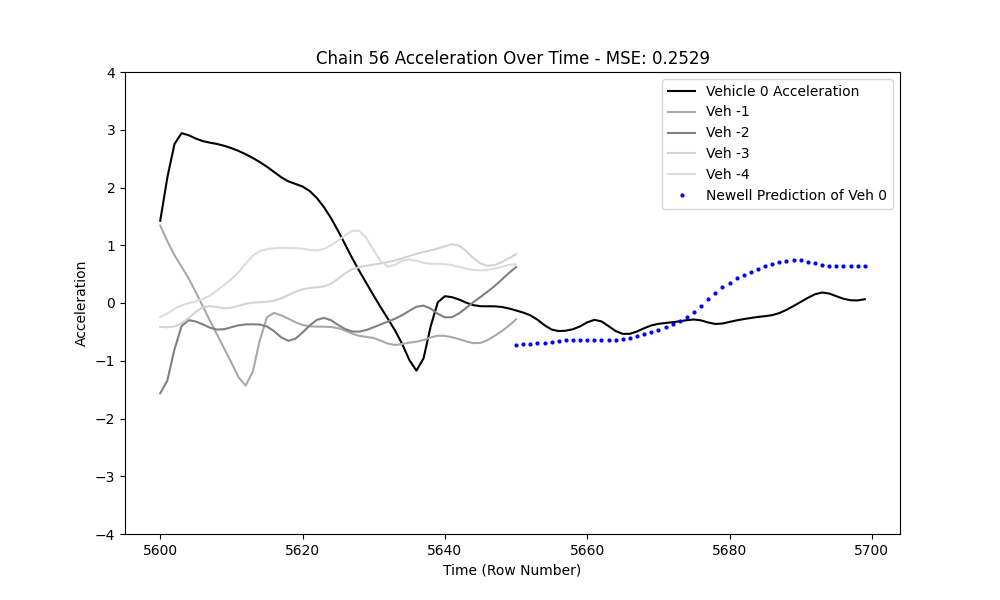 Chain 56 Acceleration Over Time - MSE: 0.2529
Vehicle 0 Acceleration
Veh -1
Veh -2
Veh -3
Veh -4
Newell Prediction of Veh 0
Acceleration
4
3
2
1
0
−1
−2
−3
−4
5600
5620
5640
5660
5680
5700
Time (Row Number)